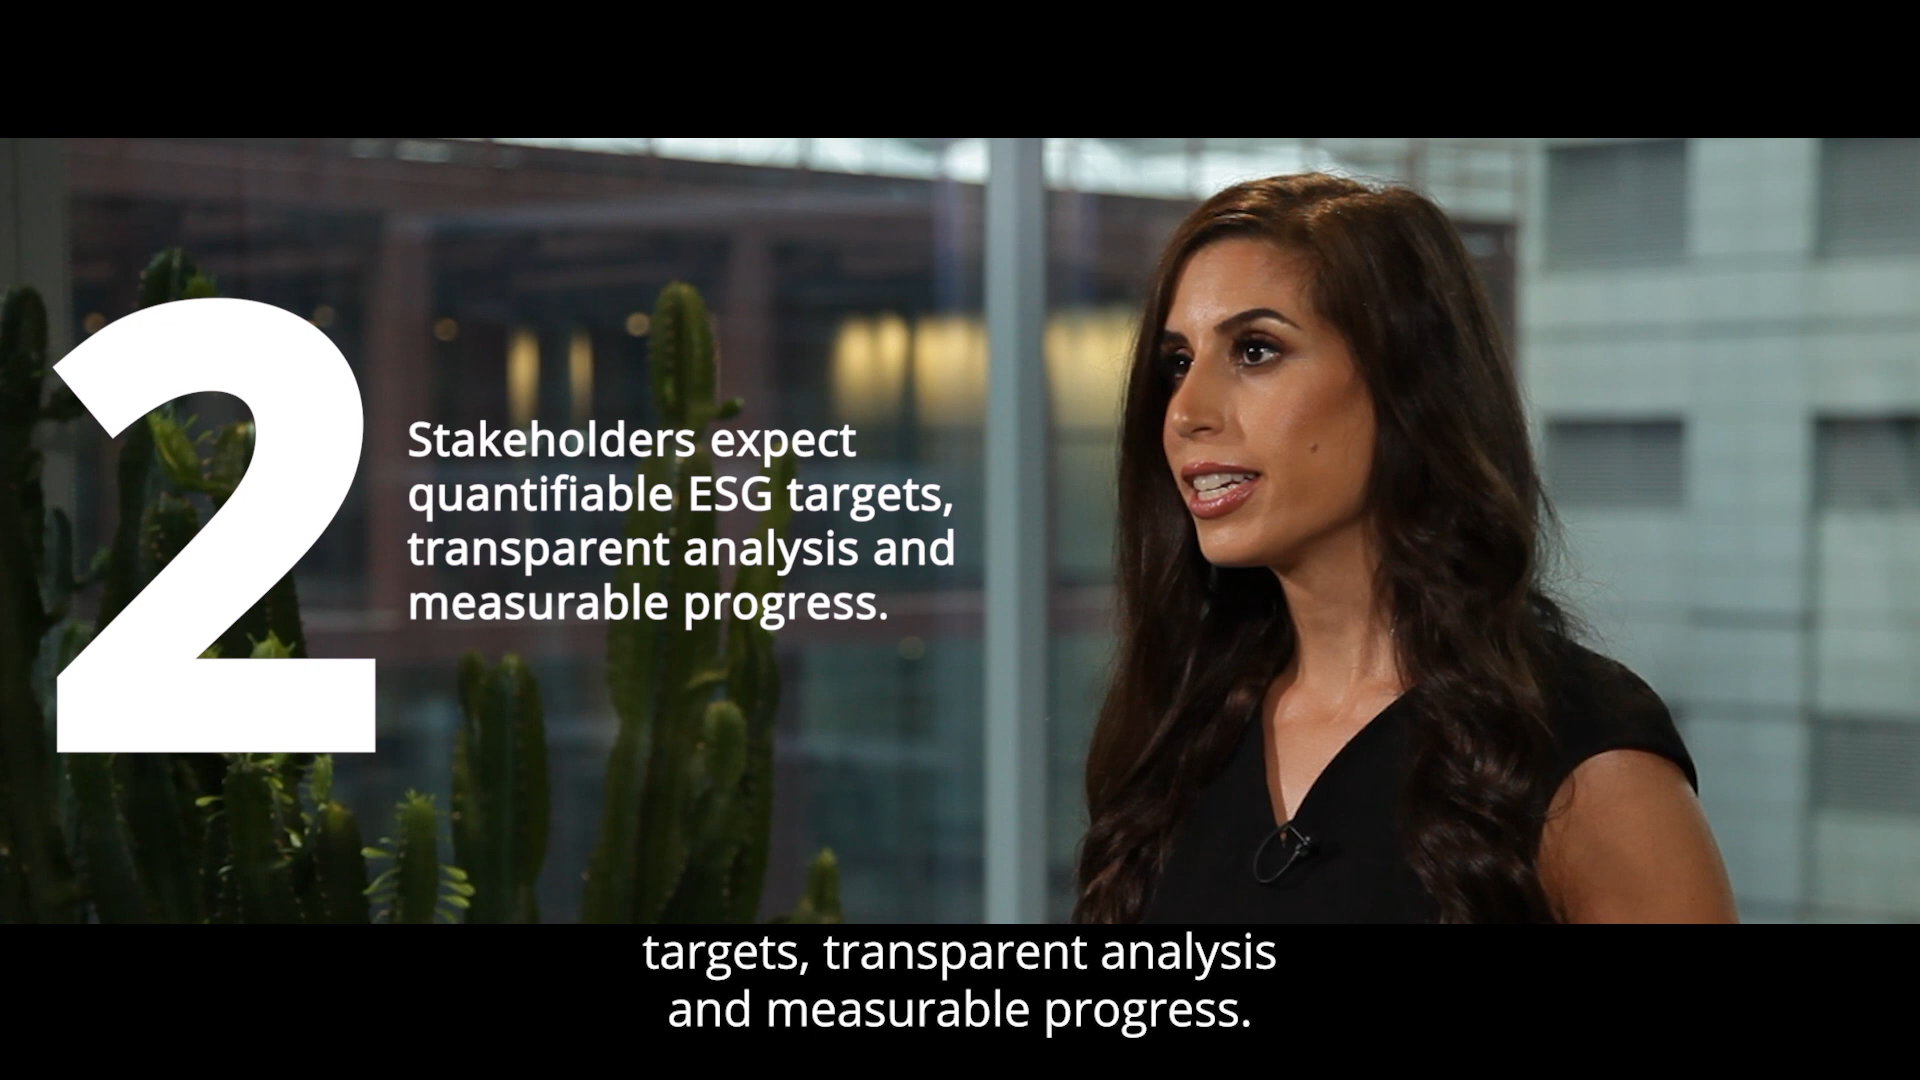 2
Stakeholders expect
quantifiable ESG targets,
transparent analysis and
measurable progress.
targets, transparent analysis
and measurable progress.